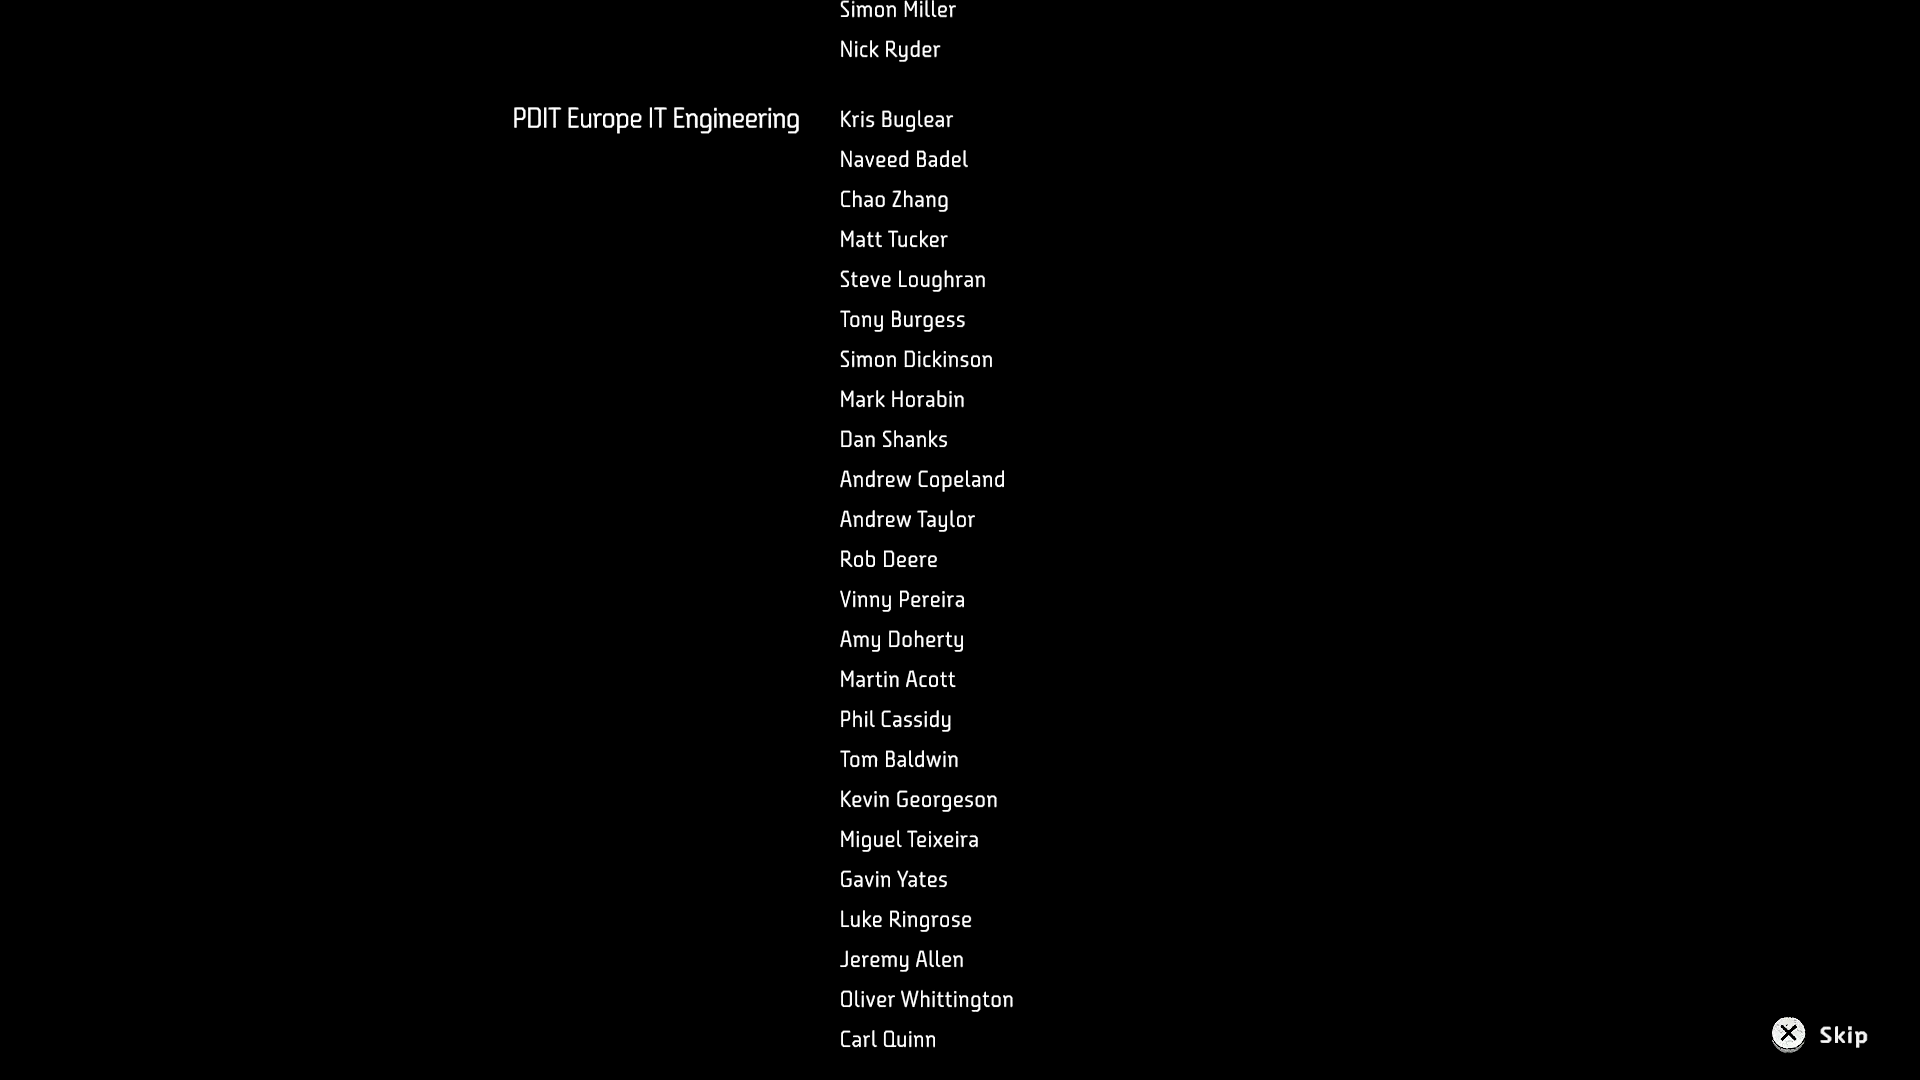 Simon Miller
Nick Ryder
PDIT Europe IT Engineering Kris Buglear
Naveed Badel
Chao Zhang
Matt Tucker
Steve Loughran
Tony Burgess
Simon Dickinson
Mark Horabin
Dan Shanks
Andrew Copeland
Andrew Taylor
Rob Deere
Vinny Pereira
Amy Doherty
Martin Acott
Phil Cassidy
Tom Baldwin
Kevin Georgeson
Miguel Teixeira
Gavin Yates
Luke Ringrose
Jeremy Allen
Oliver Whittington
Carl Quinn
Skip